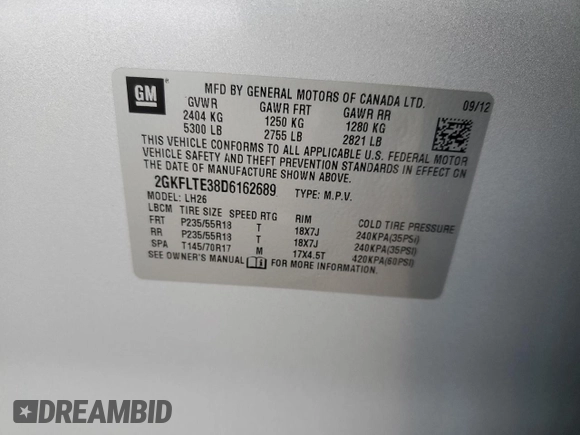 GM
MFD BY GENERAL MOTORS OF CANADA LTD. 09/12
GVWR GAWR FRT GAWR RR
2404 KG 1250 KG 1280 KG
5300 LB 2755 LB 2821 LB
THIS VEHICLE CONFORMS TO ALL APPLICABLE U.S. FEDERAL MOTOR
VEHICLE SAFETY AND THEFT PREVENTION STANDARDS IN EFFECT ON
THE DATE OF MANUFACTURE SHOWN ABOVE.
2GKFLTE38D6162689 TYPE: M.P.V.
MODEL: LH26
LBCM TIRE SIZE SPEED RTG RIM COLD TIRE PRESSURE
FRT P235/55R18 T 18X7J 240KPA(35PSI)
RR P235/55R18 T 18X7J 240KPA(35PSI)
SPA T145/70R17 M 17X4.5T 420KPA(60PSI)
SEE OWNER'S MANUAL FOR MORE INFORMATION.
DREAMBID